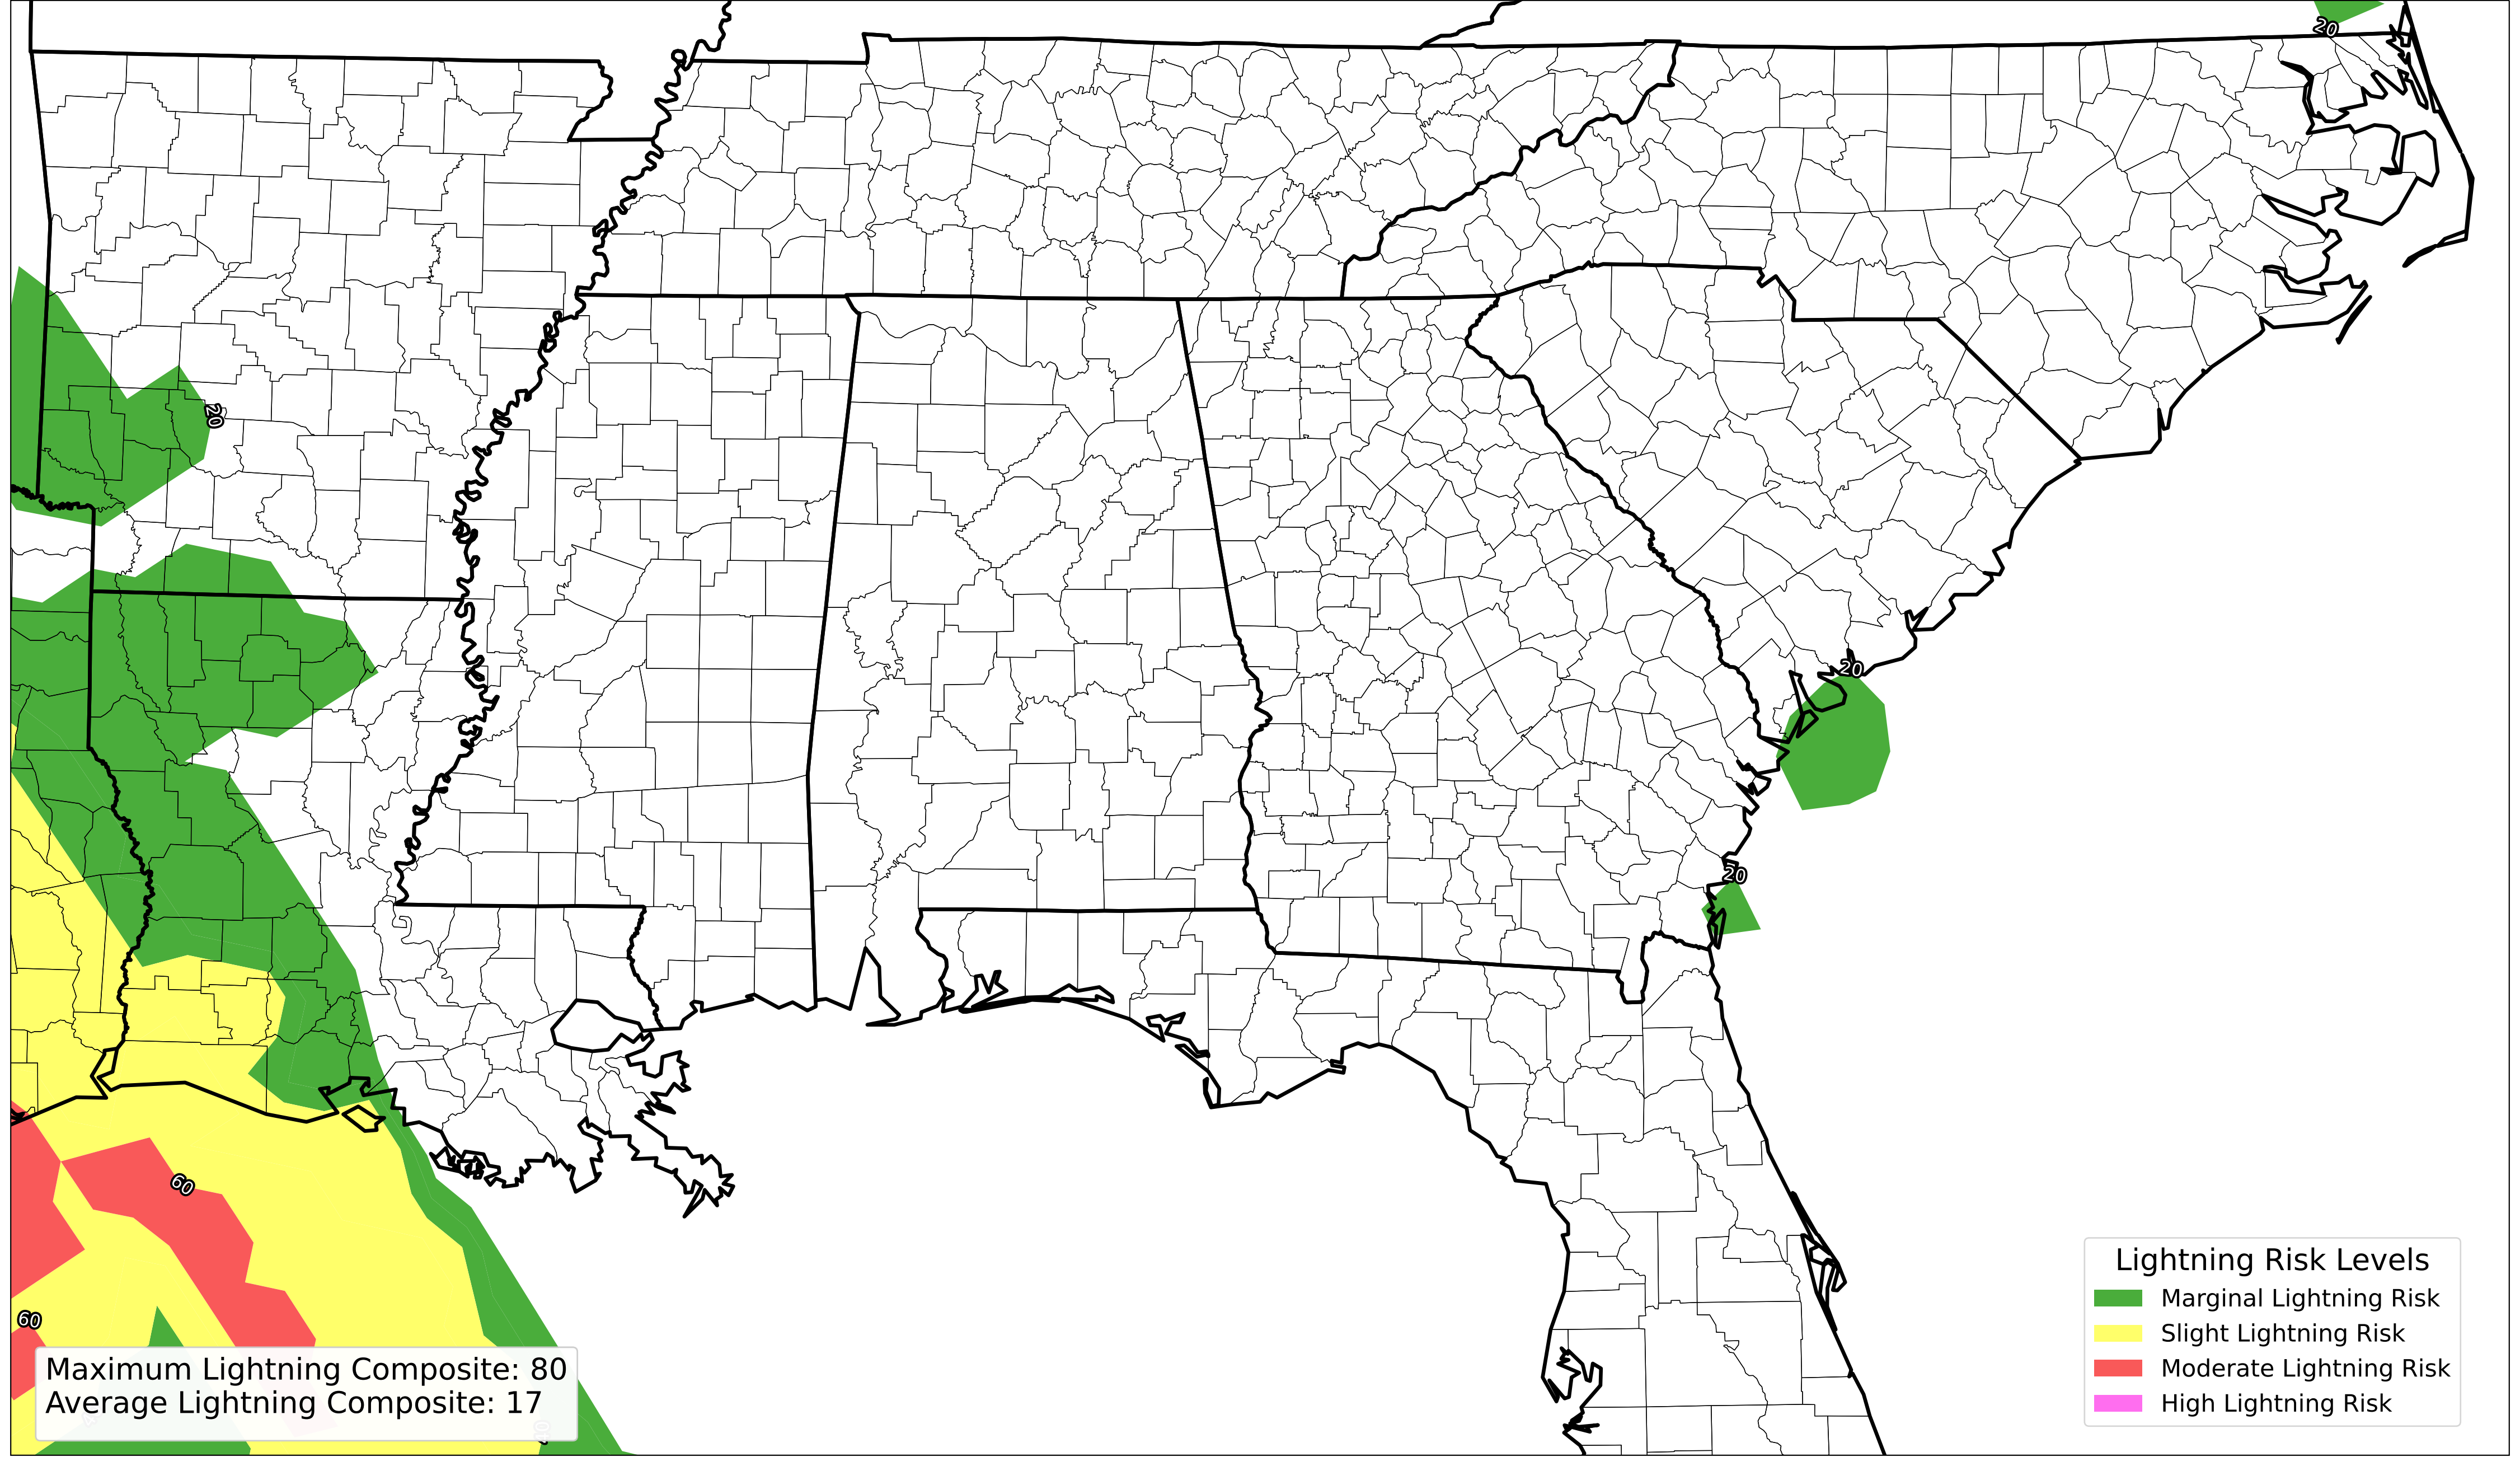 20
20
20
20
60
60
Maximum Lightning Composite: 80
Average Lightning Composite: 17
Lightning Risk Levels
Marginal Lightning Risk
Slight Lightning Risk
Moderate Lightning Risk
High Lightning Risk